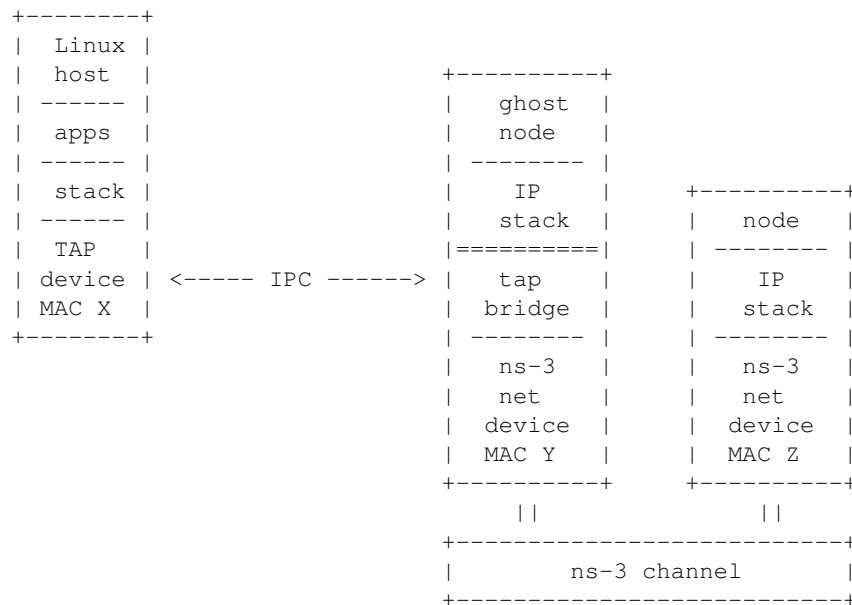 +--------+
|  Linux |
|  host  |                    +----------+
| ------ |                    |   ghost  |
|  apps  |                    |   node   |
| ------ |                    | -------- |
|  stack |                    |    IP    |     +----------+
| ------ |                    |   stack  |     |   node   |
|  TAP   |                    |==========|     | -------- |
| device | <----- IPC ------> |   tap    |     |    IP    |
| MAC X  |                    |  bridge  |     |   stack  |
+--------+                    | -------- |     | -------- |
                              |   ns-3   |     |   ns-3   |
                              |   net    |     |   net    |
                              |  device  |     |  device  |
                              |  MAC Y   |     |  MAC Z   |
                              +----------+     +----------+
                                   ||               ||
                              +---------------------------+
                              |        ns-3 channel       |
                              +---------------------------+